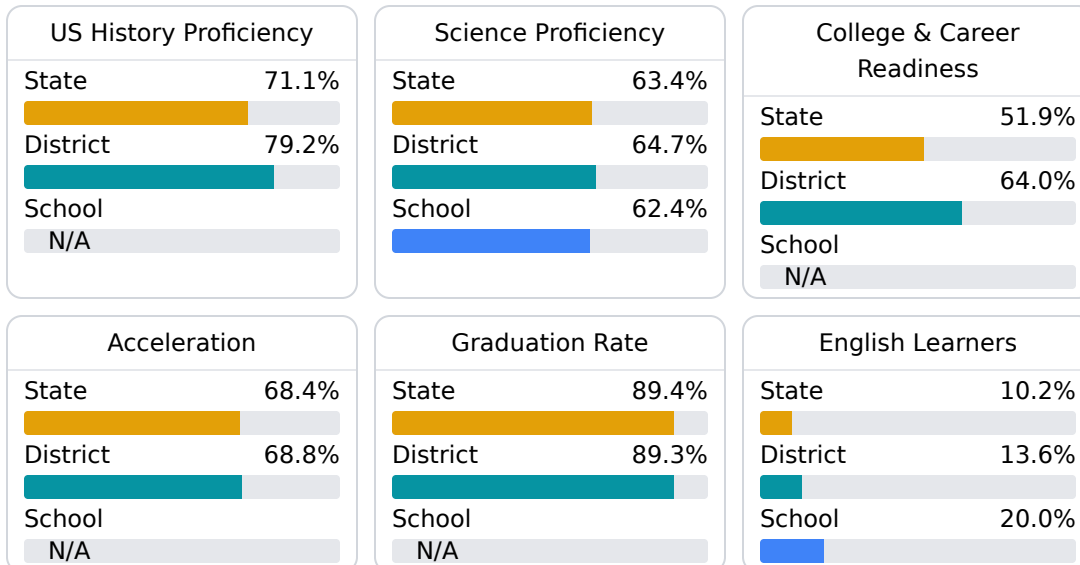 US History Proficiency
State 71.1%
District 79.2%
School
N/A
Science Proficiency
State 63.4%
District 64.7%
School 62.4%
College & Career
Readiness
State 51.9%
District 64.0%
School
N/A
Acceleration
State 68.4%
District 68.8%
School
N/A
Graduation Rate
State 89.4%
District 89.3%
School
N/A
English Learners
State 10.2%
District 13.6%
School 20.0%